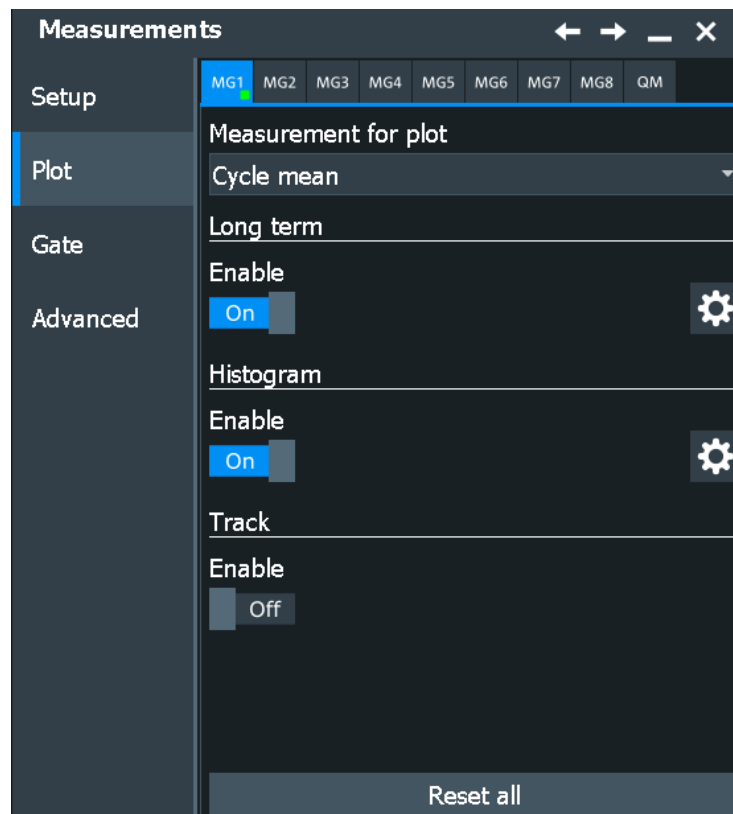 Measurements
Setup
Plot
Gate
Advanced
MG1 MG2 MG3 MG4 MG5 MG6 MG7 MG8 QM
Measurement for plot
Cycle mean
Long term
Enable
On
Histogram
Enable
On
Track
Enable
Off
Reset all